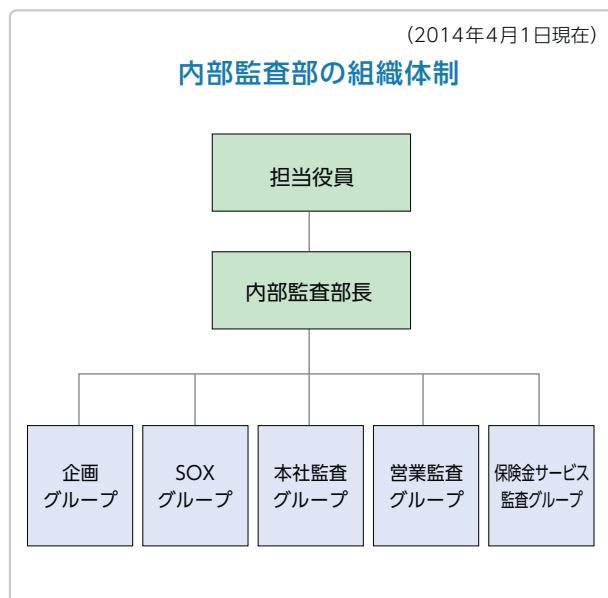 （2014年4月1日現在）
内部監査部の組織体制
担当役員
内部監査部長
企画
グループ
SOX
グループ
本社監査
グループ
営業監査
グループ
保険金サービス
監査グループ